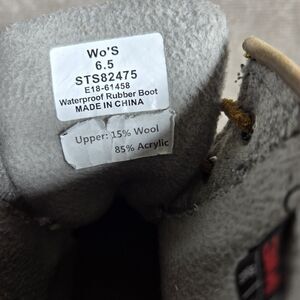 Wo'S
6.5
STS82475
E18-61458
Waterproof Rubber Boot
MADE IN CHINA
Upper: 15% Wool
85% Acrylic